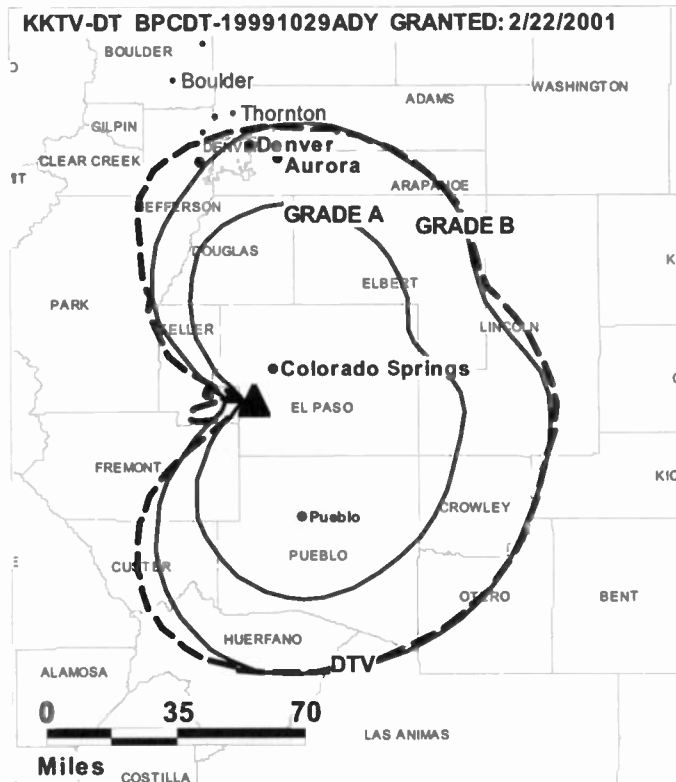 KKTV-DT BPCDT-19991029ADY GRANTED: 2/22/2001
BOULDER
WASHINGTON
Boulder
ADAMS
Thornton
GILPIN
DENVER
Denver
CLEAR CREEK
Aurora
ARAPAHOE
JEFFERSON
GRADE A
GRADE B
DOUGLAS
ELBERT
PARK
TELLER
LINCOLN
Colorado Springs
EL PASO
FREMONT
KIO
CROWLEY
Pueblo
PUEBLO
CUSTER
OTERO
BENT
HUERFANO
DTV
ALAMOSA
0 35 70
LAS ANIMAS
Miles
COSTILLA